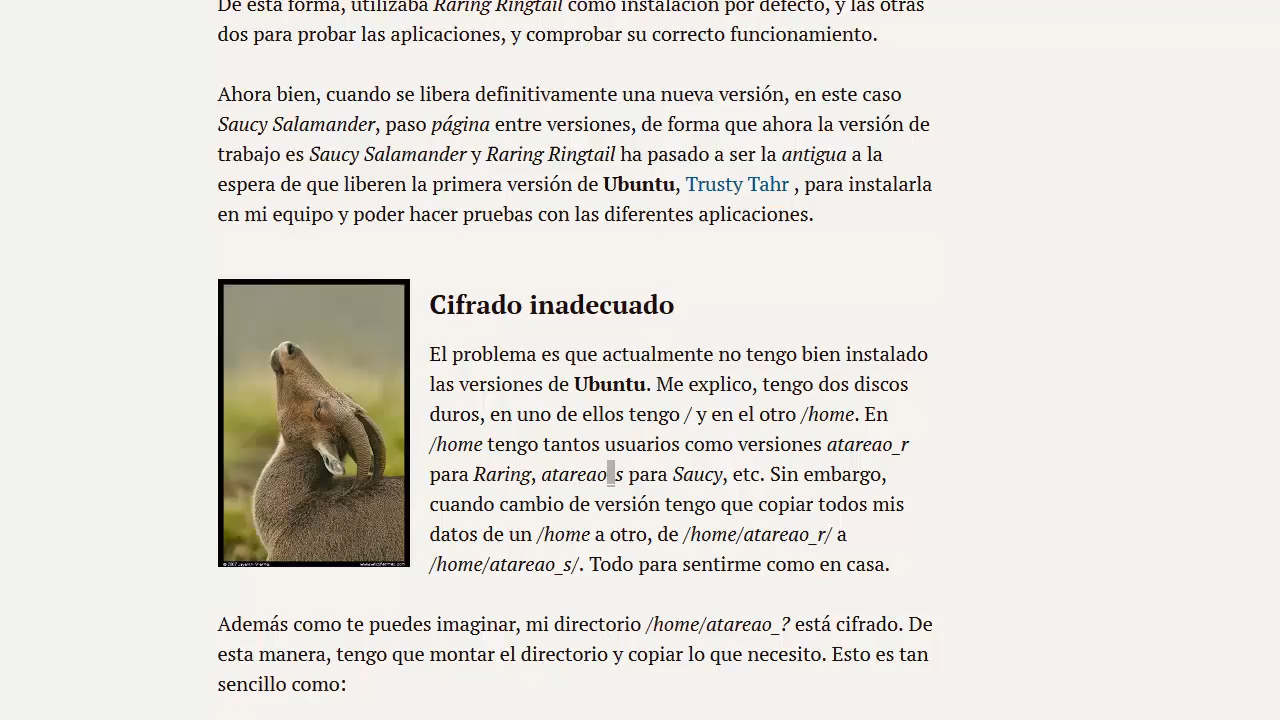 De esta forma, utilizaba Raring Ringtail como instalación por defecto, y las otras
dos para probar las aplicaciones, y comprobar su correcto funcionamiento.
Ahora bien, cuando se libera definitivamente una nueva versión, en este caso
Saucy Salamander, paso página entre versiones, de forma que ahora la versión de
trabajo es Saucy Salamander y Raring Ringtail ha pasado a ser la antigua a la
espera de que liberen la primera versión de Ubuntu, Trusty Tahr , para instalarla
en mi equipo y poder hacer pruebas con las diferentes aplicaciones.
Cifrado inadecuado
El problema es que actualmente no tengo bien instalado
las versiones de Ubuntu. Me explico, tengo dos discos
duros, en uno de ellos tengo / y en el otro /home. En
/home tengo tantos usuarios como versiones atareao_r
para Raring, atareao_s para Saucy, etc. Sin embargo,
cuando cambio de versión tengo que copiar todos mis
datos de un /home a otro, de /home/atareao_r/ a
/home/atareao_s/. Todo para sentirme como en casa.
Además como te puedes imaginar, mi directorio /home/atareao_? está cifrado. De
esta manera, tengo que montar el directorio y copiar lo que necesito. Esto es tan
sencillo como: